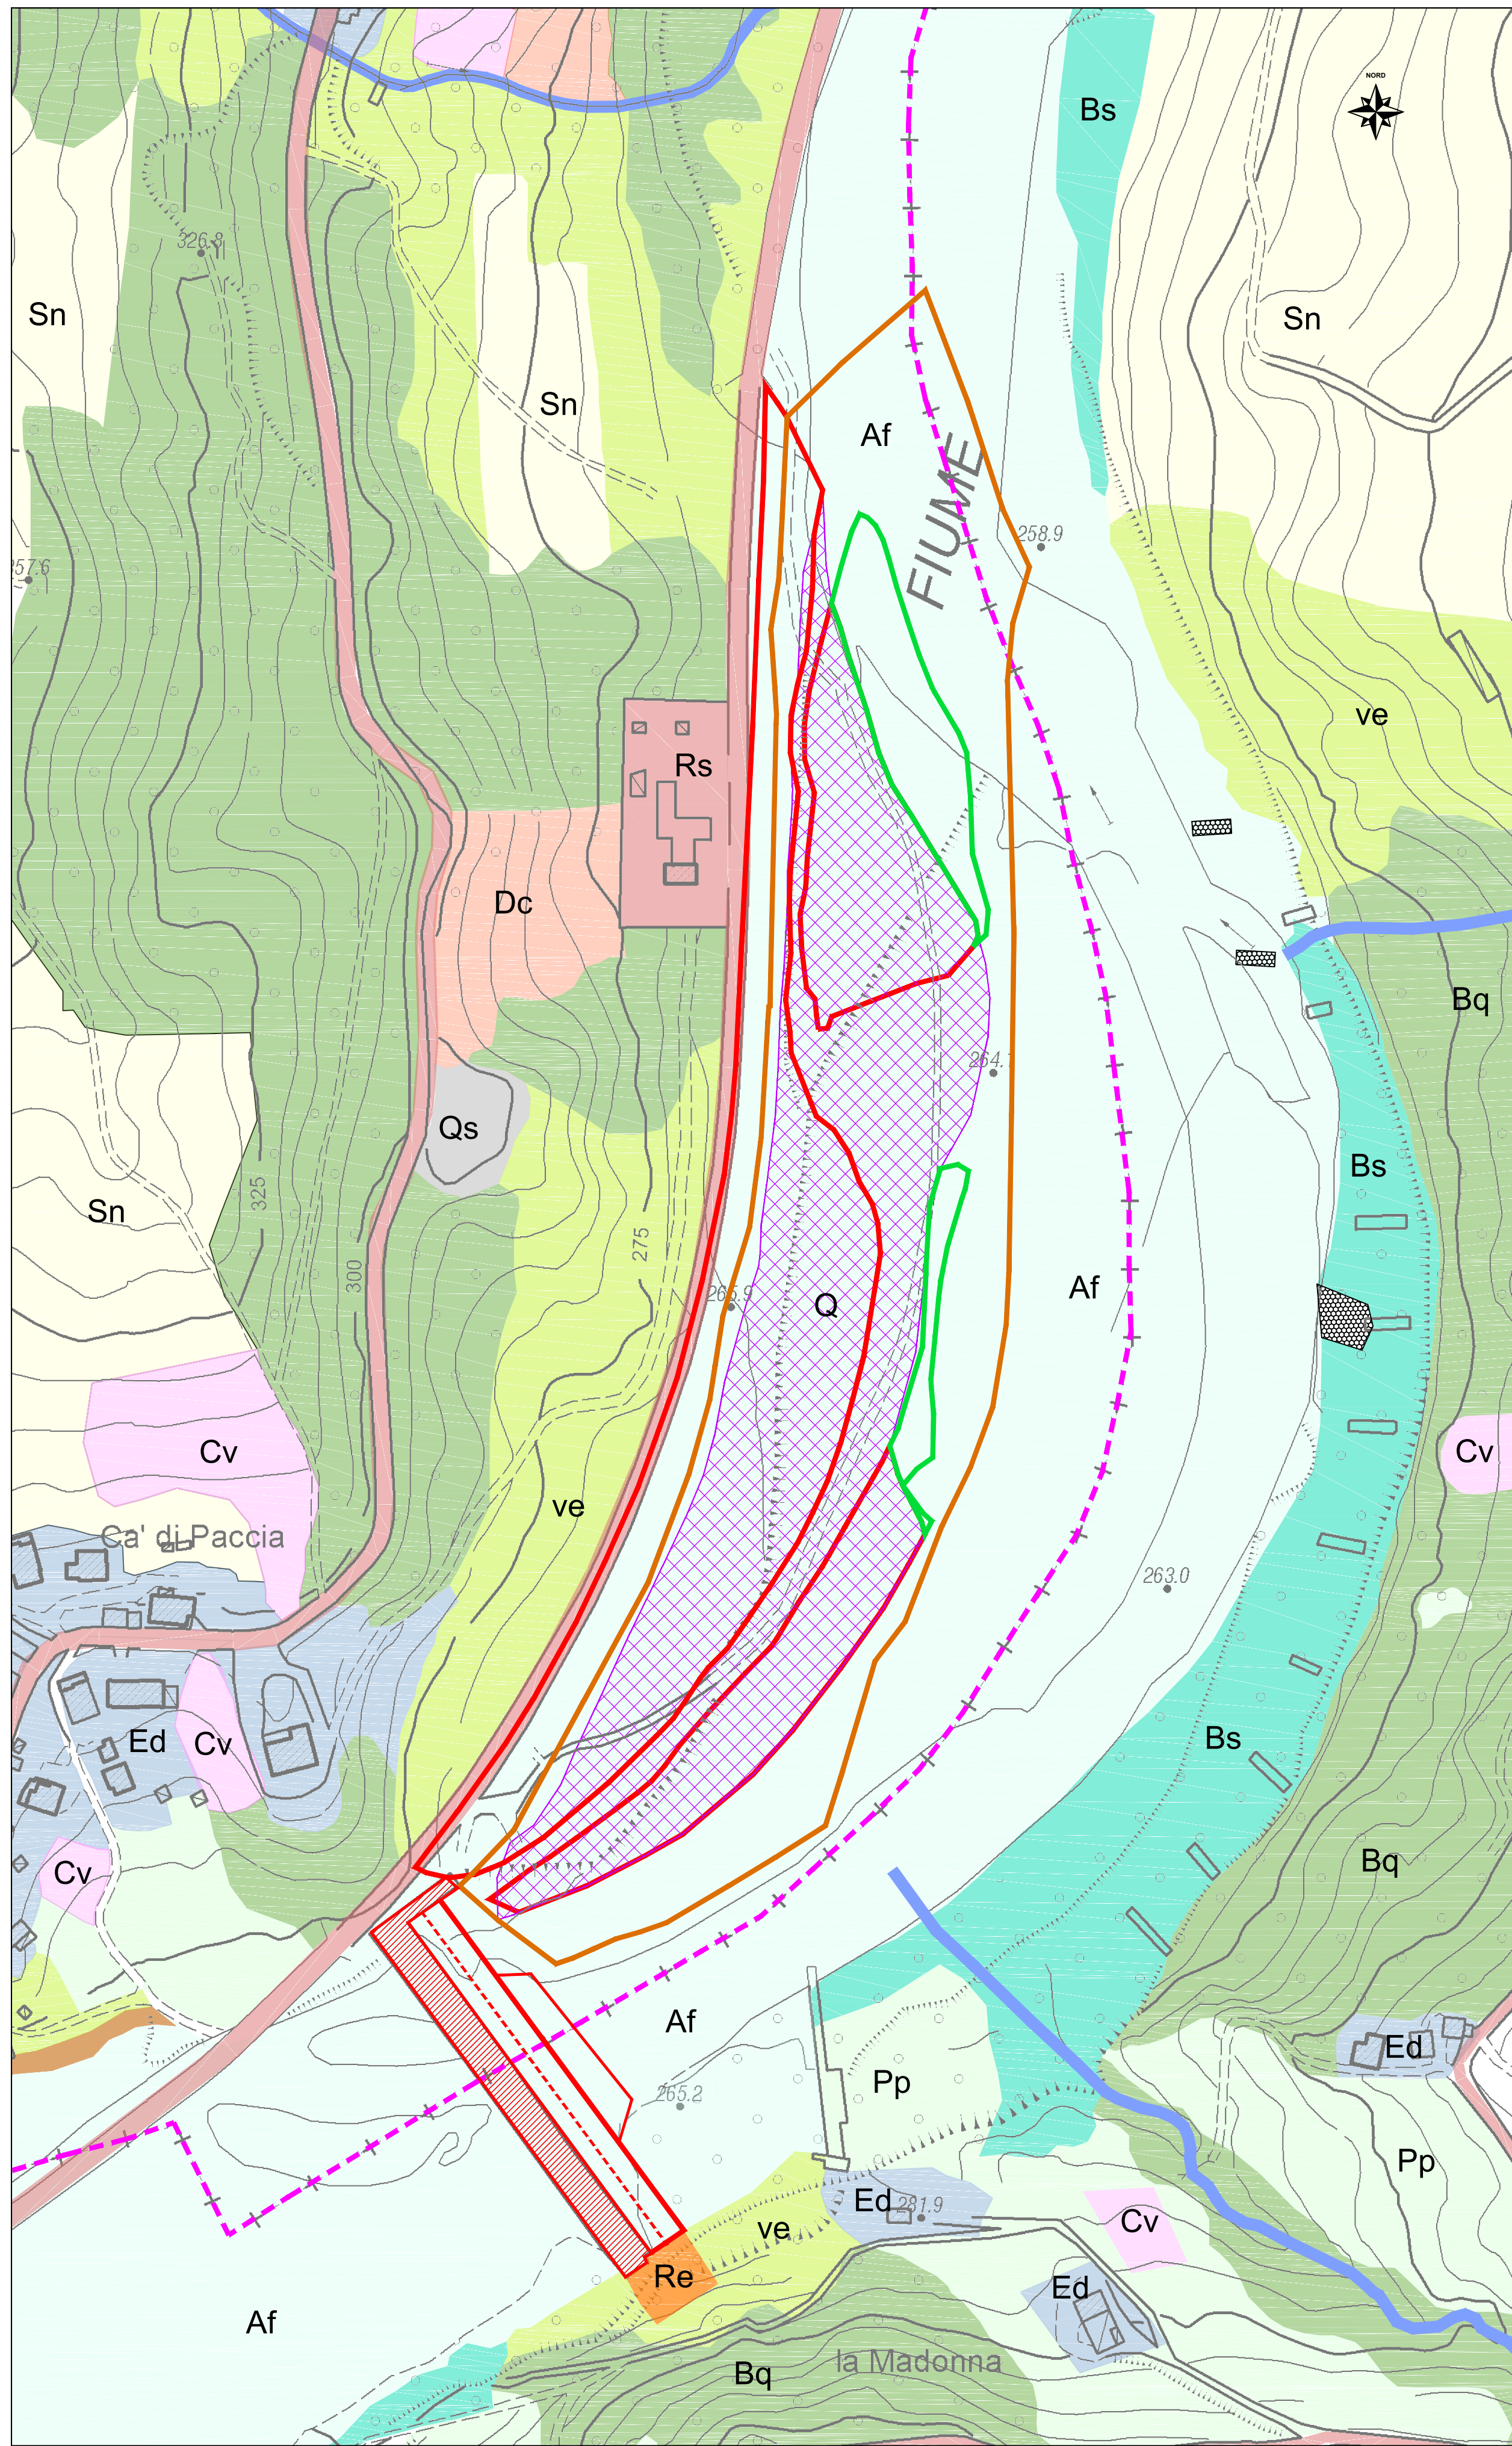 NORD
Bs
326.8
Sn
Sn
Sn
Af
FIUME
258.9
57.6
ve
Rs
Dc
Bq
264.
Qs
Bs
Sn
325
275
300
265.9
Q
Af
Cv
Cv
ve
Ca' di Paccia
263.0
Ed
Cv
Bs
Cv
Bq
Af
Ed
Pp
265.2
Pp
Ed
281.9
Cv
ve
Re
Ed
Af
la Madonna
Bq